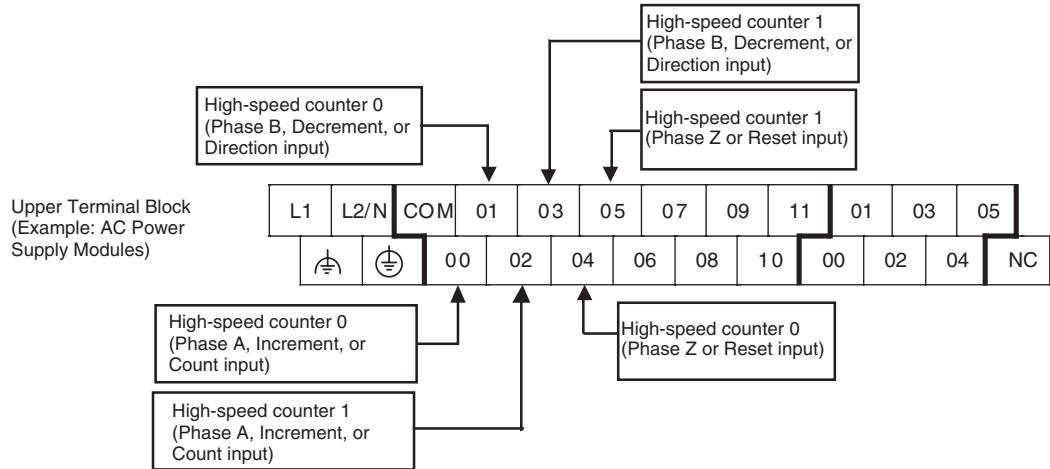 High-speed counter 1
(Phase B, Decrement, or
Direction input)
High-speed counter 0
(Phase B, Decrement, or
Direction input)
High-speed counter 1
(Phase Z or Reset input)
Upper Terminal Block
(Example: AC Power
Supply Modules)
L1 L2/N COM 01 03 05 07 09 11 01 03 05
00 02 04 06 08 10 00 02 04 NC
High-speed counter 0
(Phase A, Increment, or
Count input)
High-speed counter 0
(Phase Z or Reset input)
High-speed counter 1
(Phase A, Increment, or
Count input)